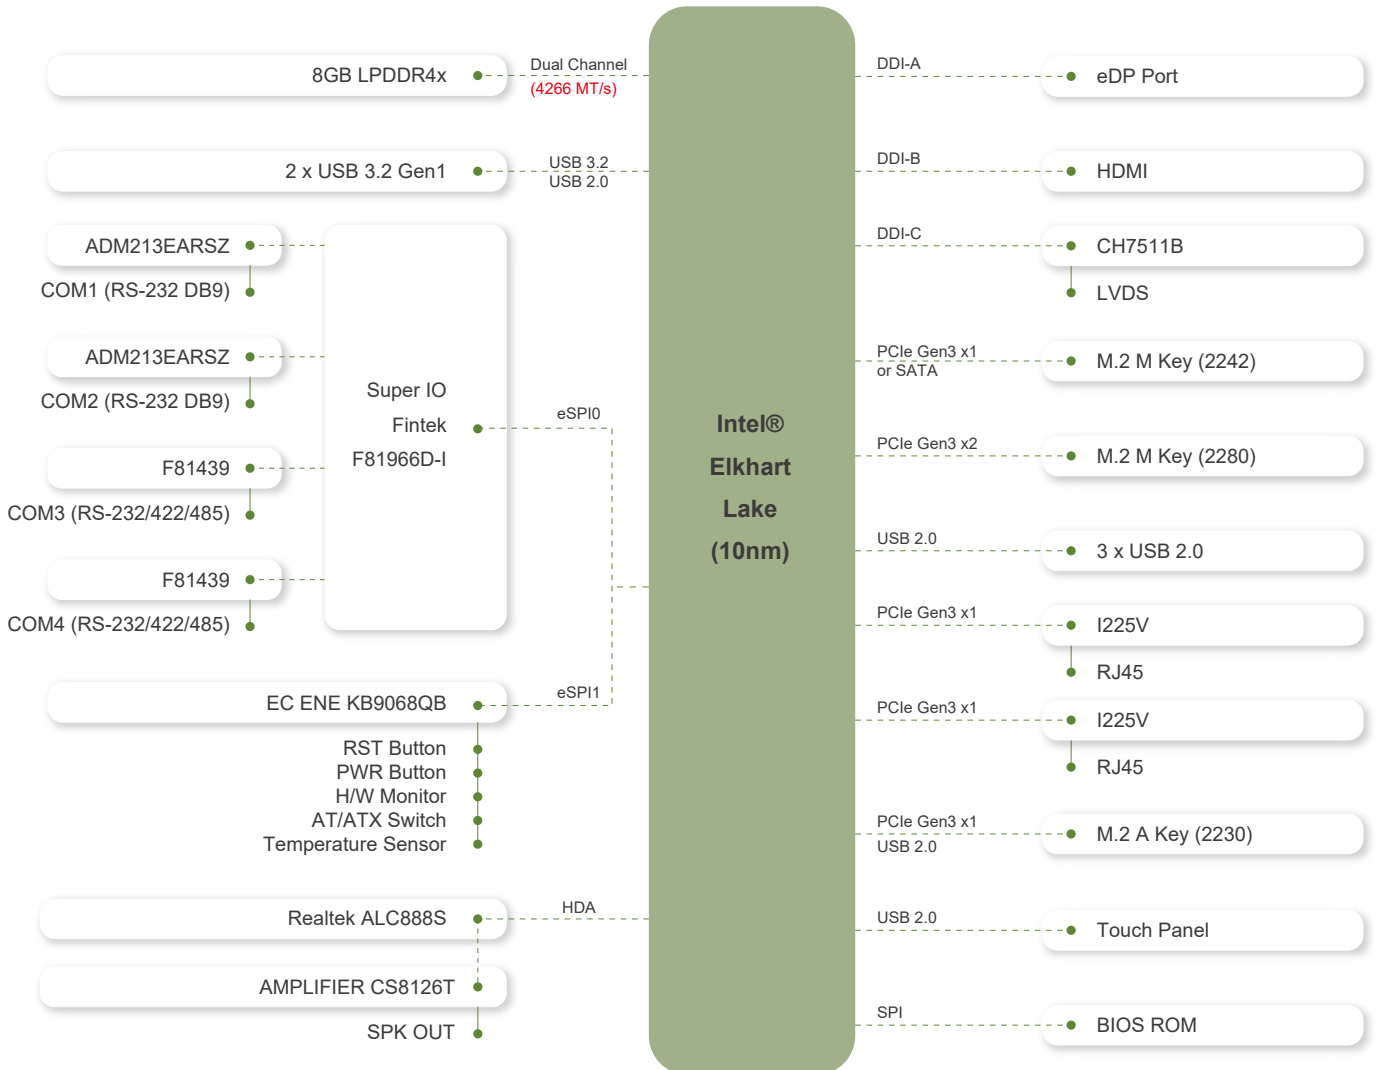 8GB LPDDR4x
Dual Channel
(4266 MT/s)
2 x USB 3.2 Gen1
USB 3.2
USB 2.0
ADM213EARSZ
COM1 (RS-232 DB9)
ADM213EARSZ
COM2 (RS-232 DB9)
F81439
COM3 (RS-232/422/485)
F81439
COM4 (RS-232/422/485)
Super IO
Fintek
F81966D-I
eSPI0
EC ENE KB9068QB
eSPI1
RST Button
PWR Button
H/W Monitor
AT/ATX Switch
Temperature Sensor
Realtek ALC888S
HDA
AMPLIFIER CS8126T
SPK OUT
Intel®
Elkhart
Lake
(10nm)
DDI-A
eDP Port
DDI-B
HDMI
DDI-C
CH7511B
LVDS
PCIe Gen3 x1
or SATA
M.2 M Key (2242)
PCIe Gen3 x2
M.2 M Key (2280)
USB 2.0
3 x USB 2.0
PCIe Gen3 x1
I225V
RJ45
PCIe Gen3 x1
I225V
RJ45
PCIe Gen3 x1
USB 2.0
M.2 A Key (2230)
USB 2.0
Touch Panel
SPI
BIOS ROM